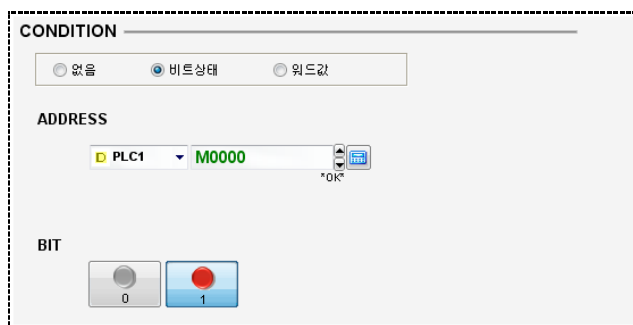 CONDITION
없음 비트상태 워드값
ADDRESS
D PLC1 M0000
"OK"
BIT
0 1